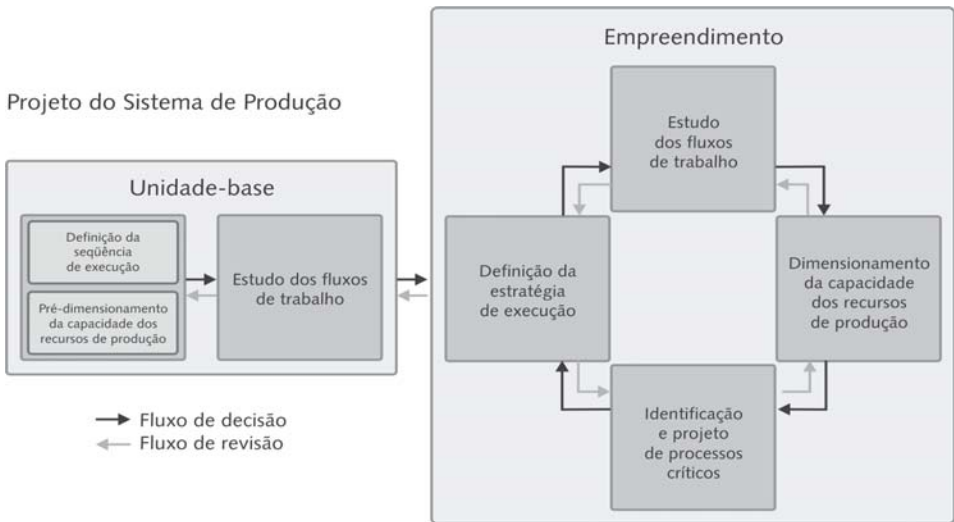 Projeto do Sistema de Produção
Unidade-base
Definição da
seqüência
de execução
Pré-dimensionamento
da capacidade dos
recursos de produção
Estudo dos fluxos
de trabalho
Fluxo de decisão
Fluxo de revisão
Empreendimento
Estudo
dos fluxos
de trabalho
Definição da
estratégia
de execução
Dimensionamento
da capacidade
dos recursos
de produção
Identificação
e projeto
de processos
críticos